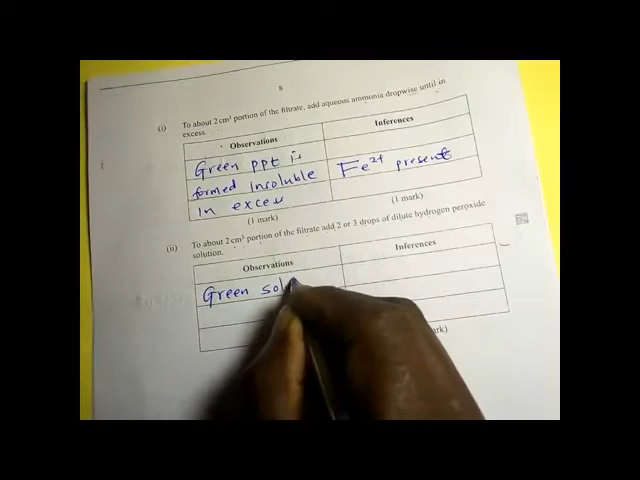 8
(i) To about 2 cm³ portion of the filtrate, add aqueous ammonia dropwise until in
excess.
Observations Inferences
Green ppt is
formed insoluble Fe²⁺ present
in excess
(1 mark) (1 mark)
(ii) To about 2 cm³ portion of the filtrate add 2 or 3 drops of dilute hydrogen peroxide
solution.
Observations Inferences
Green sol